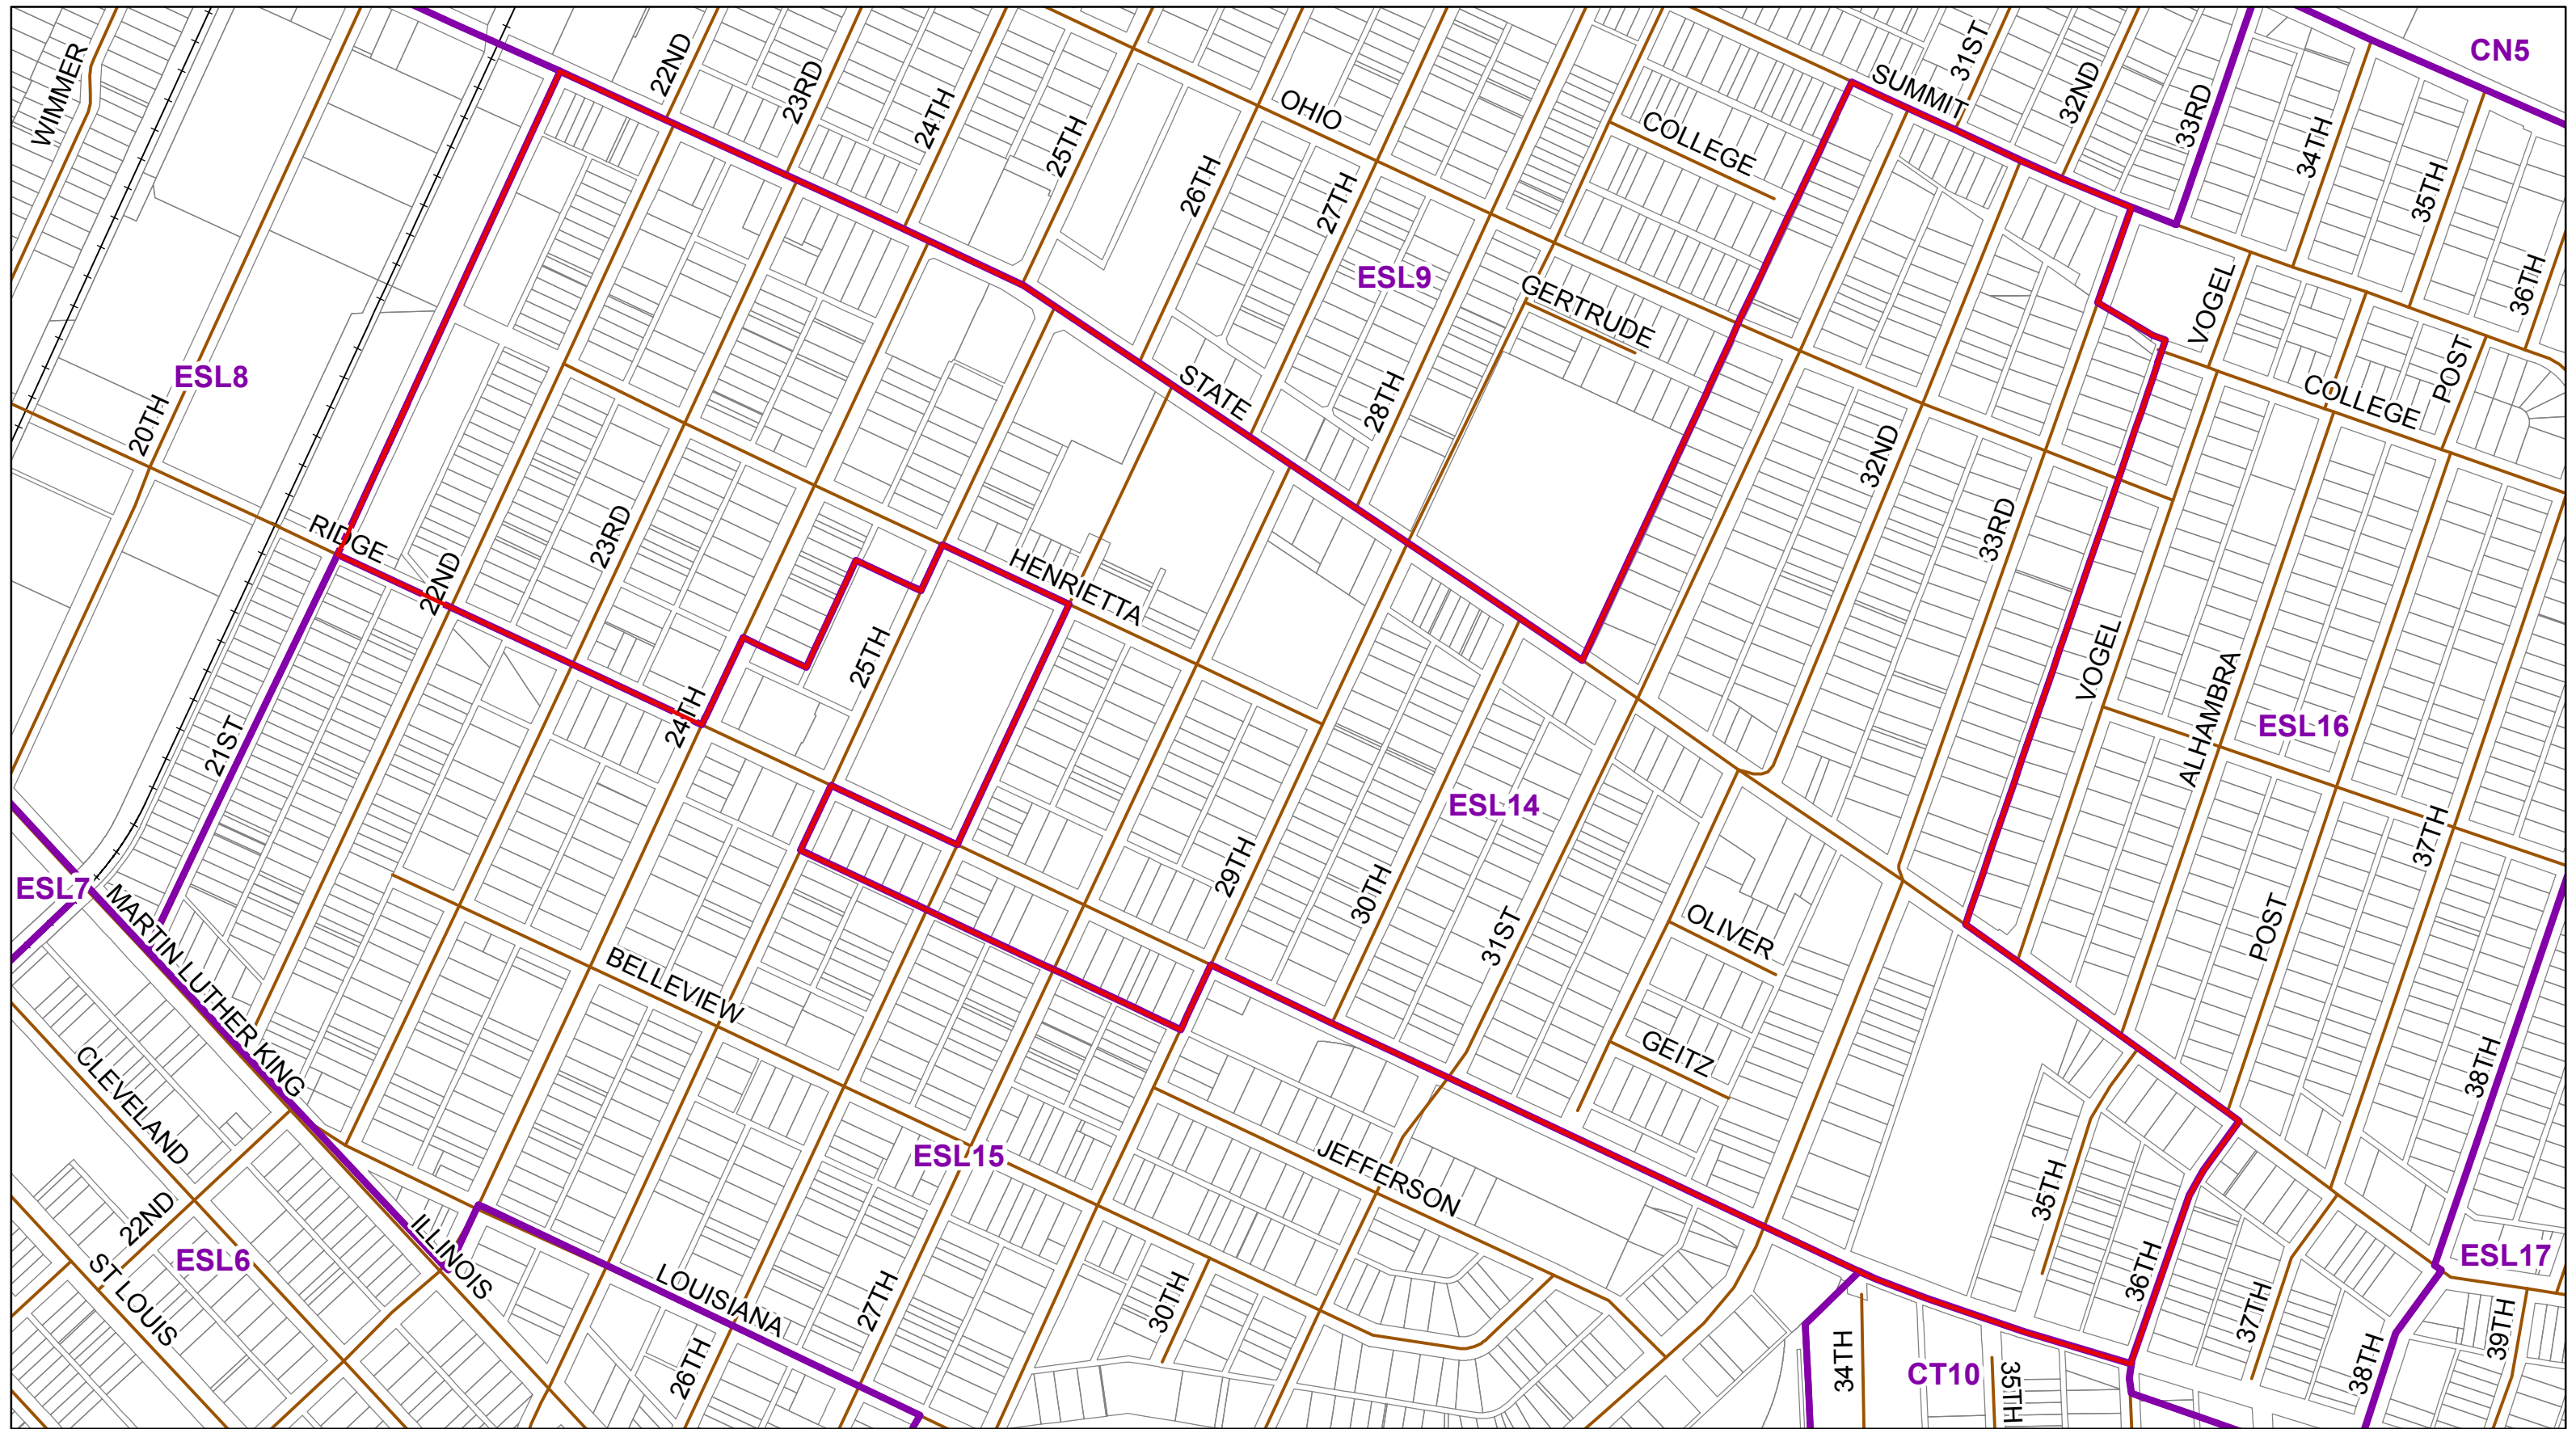 WIMMER
22ND
23RD
24TH
25TH
26TH
27TH
28TH
OHIO
31ST
SUMMIT
32ND
33RD
34TH
35TH
36TH
CN5
COLLEGE
GERTRUDE
ESL9
VOGEL
POST
COLLEGE
ESL8
20TH
STATE
32ND
33RD
RIDGE
22ND
23RD
HENRIETTA
24TH
25TH
VOGEL
ALHAMBRA
ESL16
21ST
ESL14
29TH
30TH
31ST
37TH
ESL7
MARTIN LUTHER KING
BELLEVIEW
OLIVER
POST
GEITZ
38TH
CLEVELAND
22ND
ST LOUIS
ESL6
ILLINOIS
ESL15
JEFFERSON
35TH
36TH
37TH
38TH
39TH
ESL17
LOUISIANA
26TH
27TH
30TH
34TH
35TH
CT10